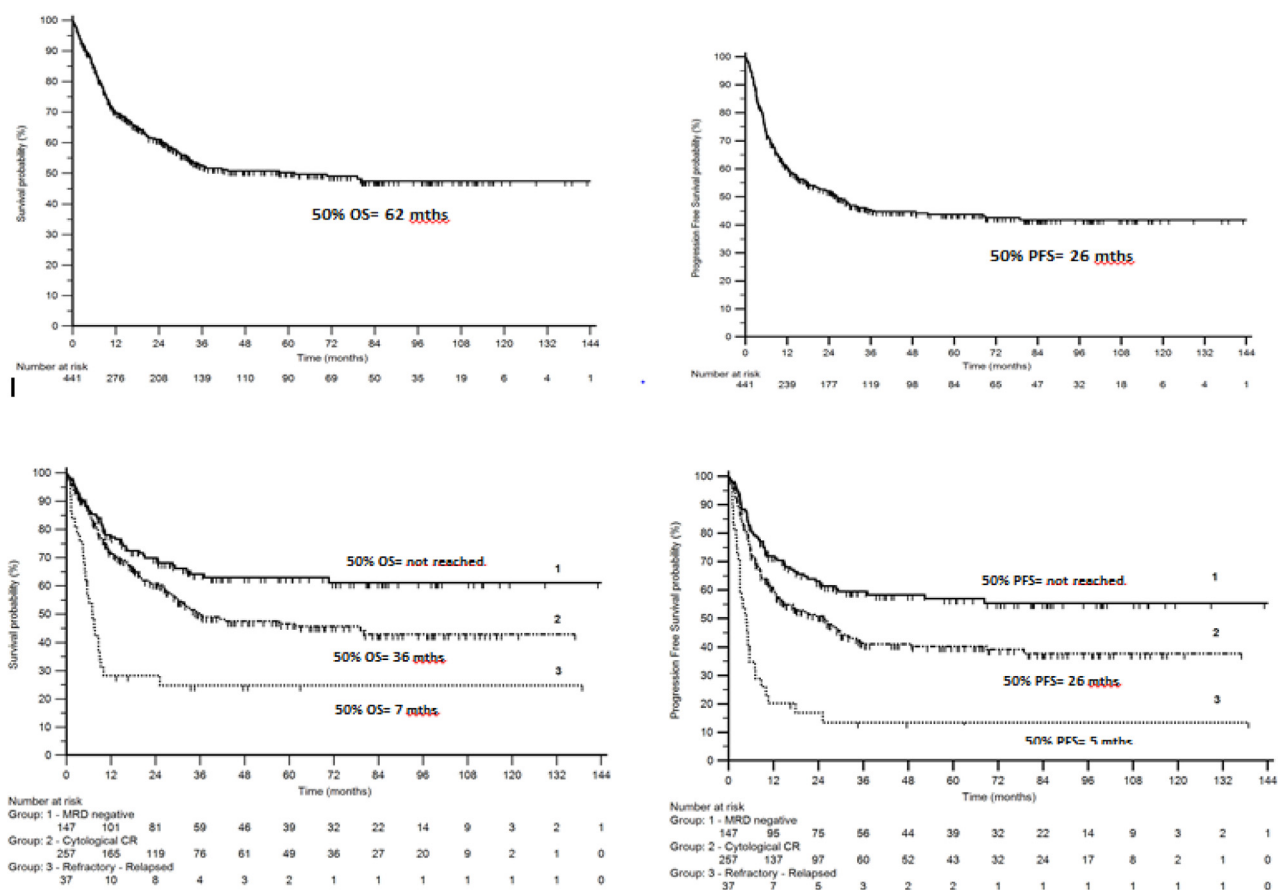 100
90
80
70
60
50
40
30
20
10
0
Survival probability (%)
50% OS= 62 mths
0 12 24 36 48 60 72 84 96 108 120 132 144
Time (months)
Number at risk
441 276 208 139 110 90 69 50 35 19 6 4 1
100
90
80
70
60
50
40
30
20
10
0
Progression Free Survival probability (%)
50% PFS= 26 mths
0 12 24 36 48 60 72 84 96 108 120 132 144
Time (months)
Number at risk
441 239 177 119 98 84 65 47 32 18 6 4 1
100
90
80
70
60
50
40
30
20
10
0
Survival probability (%)
50% OS= not reached.
1
2
50% OS= 36 mths
3
50% OS= 7 mths
0 12 24 36 48 60 72 84 96 108 120 132 144
Time (months)
Number at risk
Group: 1 - MRD negative
147 101 81 59 46 39 32 22 14 9 3 2 1
Group: 2 - Cytological CR
257 165 119 76 61 49 36 27 20 9 2 1 0
Group: 3 - Refractory - Relapsed
37 10 8 4 3 2 1 1 1 1 1 1 0
100
90
80
70
60
50
40
30
20
10
0
Progression Free Survival probability (%)
50% PFS= not reached.
1
2
50% PFS= 26 mths
3
50% PFS= 5 mths
0 12 24 36 48 60 72 84 96 108 120 132 144
Time (months)
Number at risk
Group: 1 - MRD negative
147 95 75 56 44 39 32 22 14 9 3 2 1
Group: 2 - Cytological CR
257 137 97 60 52 43 32 24 17 8 2 1 0
Group: 3 - Refractory - Relapsed
37 7 5 3 2 2 1 1 1 1 1 1 0